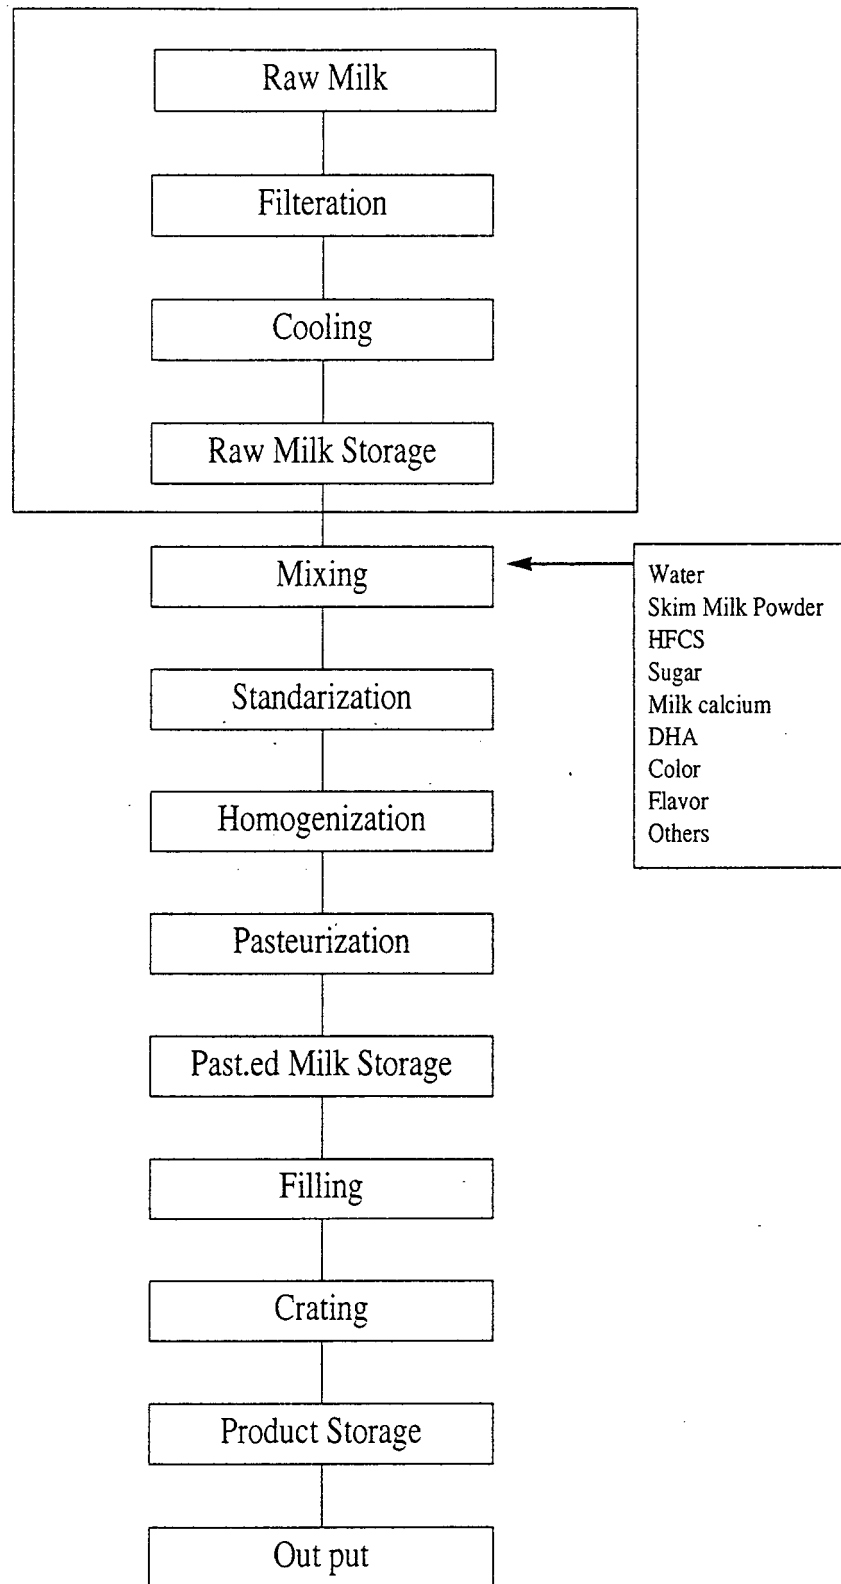 Raw Milk
Filteration
Cooling
Raw Milk Storage
Mixing
Water
Skim Milk Powder
HFCS
Sugar
Milk calcium
DHA
Color
Flavor
Others
Standarization
Homogenization
Pasteurization
Past.ed Milk Storage
Filling
Crating
Product Storage
Out put